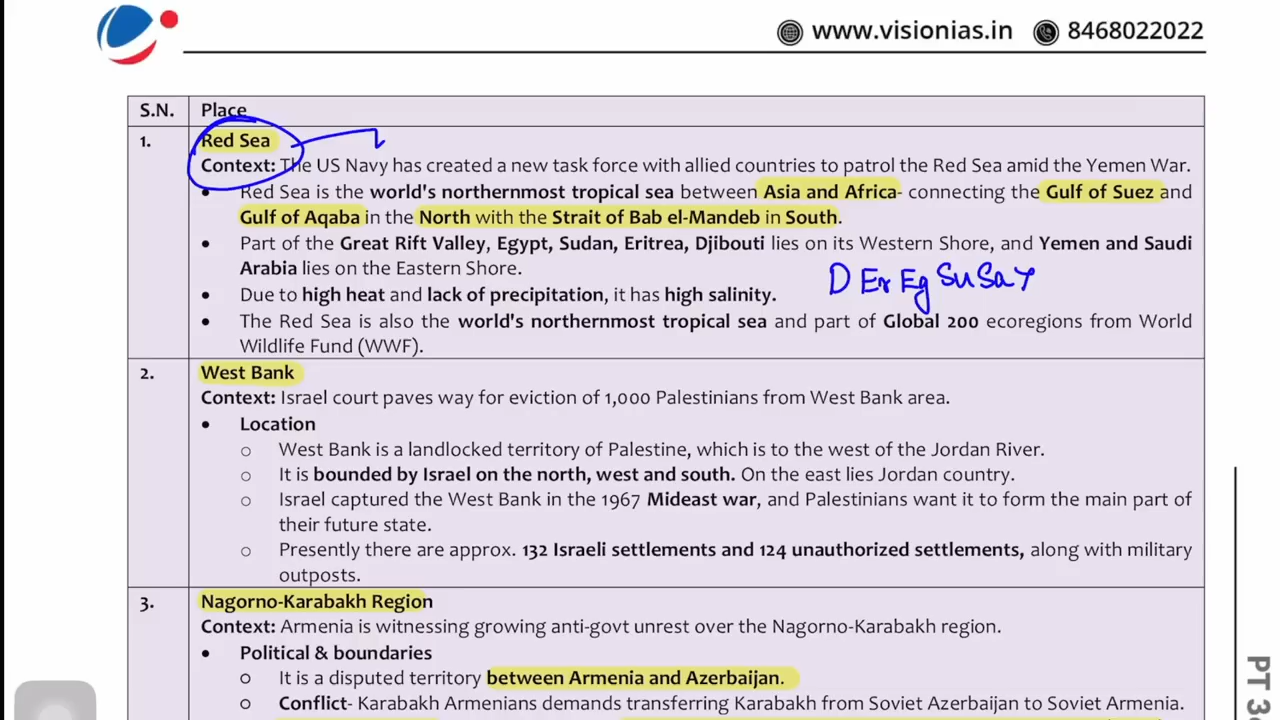 www.visionias.in 8468022022
S.N. Place
1. Red Sea
Context: The US Navy has created a new task force with allied countries to patrol the Red Sea amid the Yemen War.
• Red Sea is the world's northernmost tropical sea between Asia and Africa- connecting the Gulf of Suez and
Gulf of Aqaba in the North with the Strait of Bab el-Mandeb in South.
• Part of the Great Rift Valley, Egypt, Sudan, Eritrea, Djibouti lies on its Western Shore, and Yemen and Saudi
Arabia lies on the Eastern Shore.
D Er Eg Su Sa Y
• Due to high heat and lack of precipitation, it has high salinity.
• The Red Sea is also the world's northernmost tropical sea and part of Global 200 ecoregions from World
Wildlife Fund (WWF).
2. West Bank
Context: Israel court paves way for eviction of 1,000 Palestinians from West Bank area.
• Location
o West Bank is a landlocked territory of Palestine, which is to the west of the Jordan River.
o It is bounded by Israel on the north, west and south. On the east lies Jordan country.
o Israel captured the West Bank in the 1967 Mideast war, and Palestinians want it to form the main part of
their future state.
o Presently there are approx. 132 Israeli settlements and 124 unauthorized settlements, along with military
outposts.
3. Nagorno-Karabakh Region
Context: Armenia is witnessing growing anti-govt unrest over the Nagorno-Karabakh region.
• Political & boundaries
o It is a disputed territory between Armenia and Azerbaijan.
o Conflict- Karabakh Armenians demands transferring Karabakh from Soviet Azerbaijan to Soviet Armenia.
PT 3